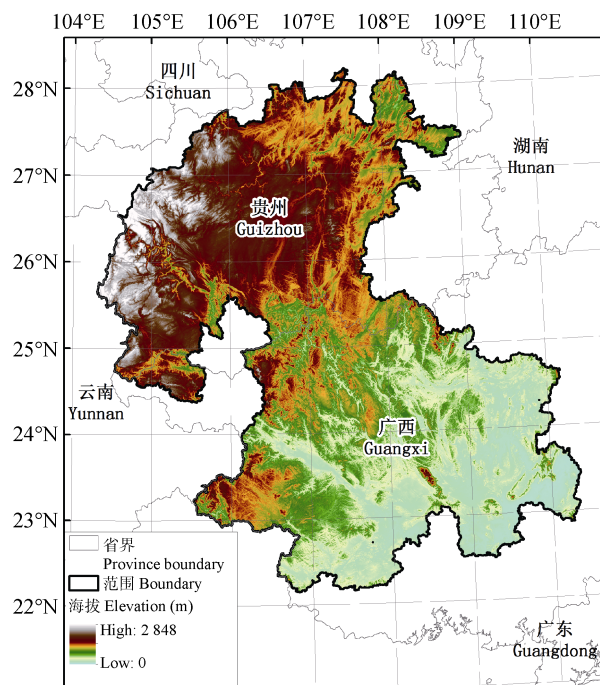 104°E 105°E 106°E 107°E 108°E 109°E 110°E
28°N
27°N
26°N
25°N
24°N
23°N
22°N
四川
Sichuan
湖南
Hunan
贵州
Guizhou
云南
Yunnan
广西
Guangxi
广东
Guangdong
省界
Province boundary
范围 Boundary
海拔 Elevation (m)
High: 2 848
Low: 0